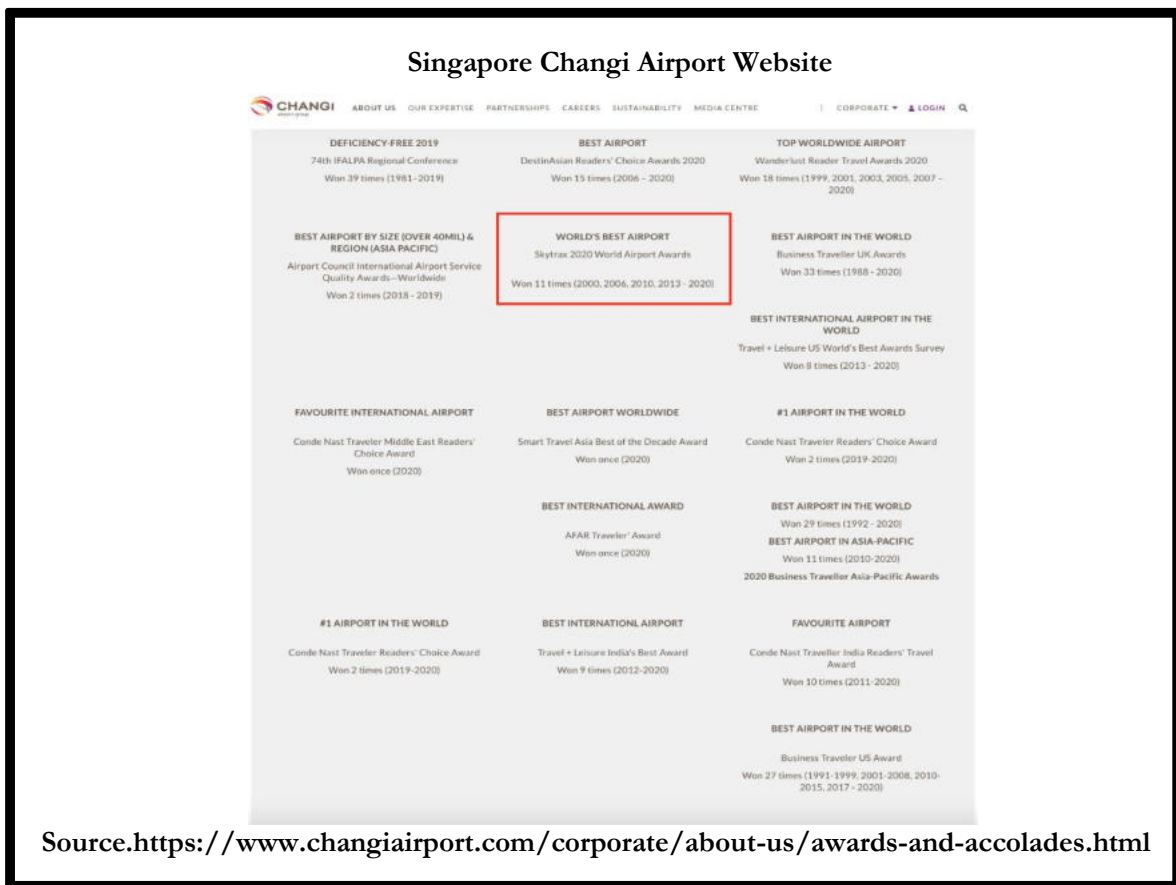 Singapore Changi Airport Website
CHANGI
airport group
ABOUT US OUR EXPERTISE PARTNERSHIPS CAREERS SUSTAINABILITY MEDIA CENTRE | CORPORATE LOGIN
DEFICIENCY-FREE 2019
74th IFALPA Regional Conference
Won 39 times (1981-2019)
BEST AIRPORT
DestinAsian Readers' Choice Awards 2020
Won 15 times (2006 – 2020)
TOP WORLDWIDE AIRPORT
Wanderlust Reader Travel Awards 2020
Won 18 times (1999, 2001, 2003, 2005, 2007 –
2020)
BEST AIRPORT BY SIZE (OVER 40MIL) &
REGION (ASIA PACIFIC)
Airport Council International Airport Service
Quality Awards—Worldwide
Won 2 times (2018 - 2019)
WORLD'S BEST AIRPORT
Skytrax 2020 World Airport Awards
Won 11 times (2000, 2006, 2010, 2013 - 2020)
BEST AIRPORT IN THE WORLD
Business Traveller UK Awards
Won 33 times (1988 - 2020)
BEST INTERNATIONAL AIRPORT IN THE
WORLD
Travel + Leisure US World's Best Awards Survey
Won 8 times (2013 - 2020)
FAVOURITE INTERNATIONAL AIRPORT
Conde Nast Traveler Middle East Readers'
Choice Award
Won once (2020)
BEST AIRPORT WORLDWIDE
Smart Travel Asia Best of the Decade Award
Won once (2020)
#1 AIRPORT IN THE WORLD
Conde Nast Traveler Readers' Choice Award
Won 2 times (2019-2020)
BEST INTERNATIONAL AWARD
AFAR Traveler' Award
Won once (2020)
BEST AIRPORT IN THE WORLD
Won 29 times (1992 - 2020)
BEST AIRPORT IN ASIA-PACIFIC
Won 11 times (2010-2020)
2020 Business Traveller Asia-Pacific Awards
#1 AIRPORT IN THE WORLD
Conde Nast Traveler Readers' Choice Award
Won 2 times (2019-2020)
BEST INTERNATIONL AIRPORT
Travel + Leisure India's Best Award
Won 9 times (2012-2020)
FAVOURITE AIRPORT
Conde Nast Traveller India Readers' Travel
Award
Won 10 times (2011-2020)
BEST AIRPORT IN THE WORLD
Business Traveler US Award
Won 27 times (1991-1999, 2001-2008, 2010-
2015, 2017 - 2020)
Source.https://www.changiairport.com/corporate/about-us/awards-and-accolades.html